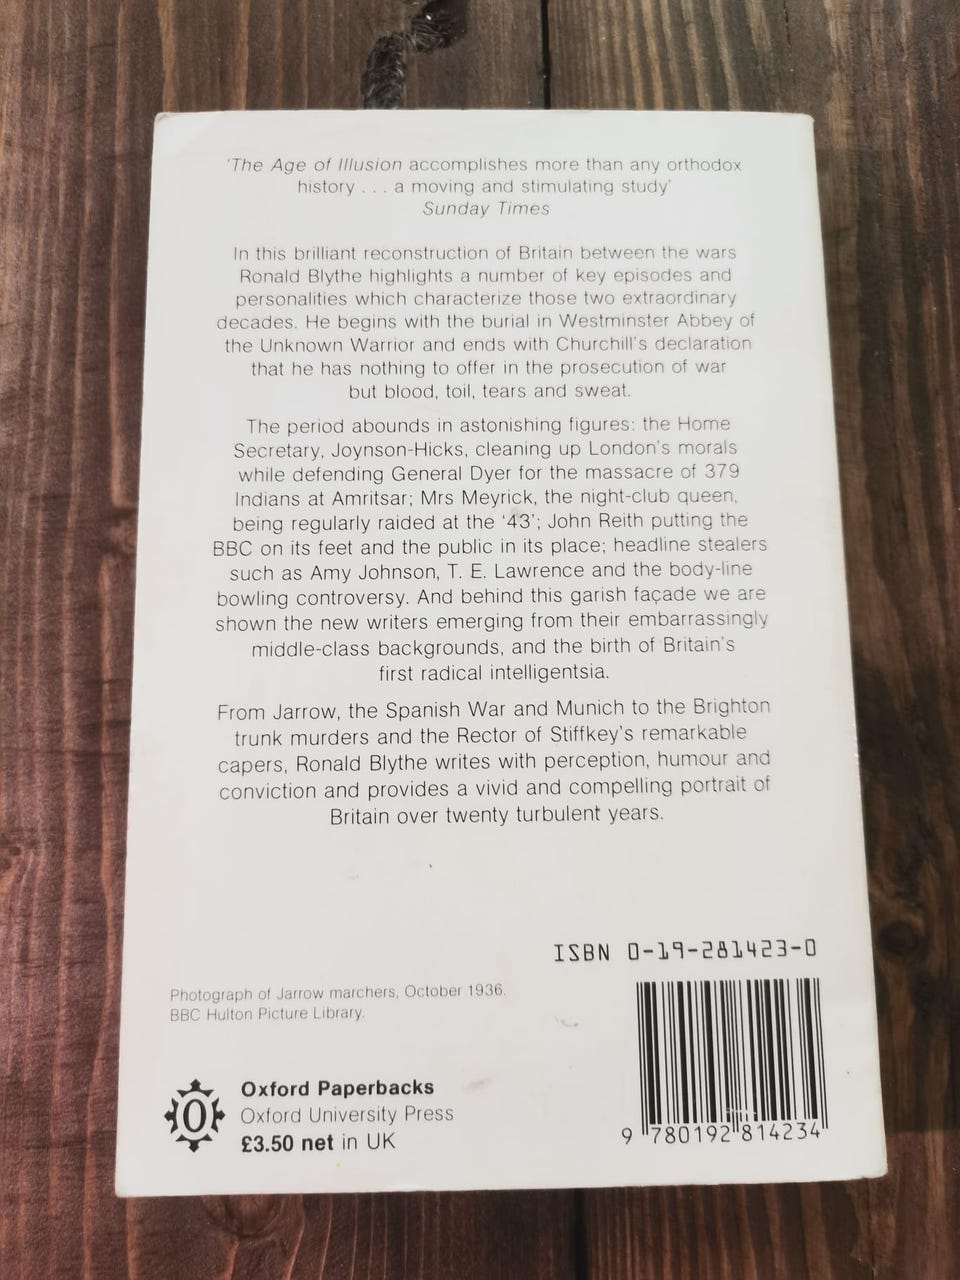 'The Age of Illusion accomplishes more than any orthodox
history . . . a moving and stimulating study'
Sunday Times
In this brilliant reconstruction of Britain between the wars
Ronald Blythe highlights a number of key episodes and
personalities which characterize those two extraordinary
decades. He begins with the burial in Westminster Abbey of
the Unknown Warrior and ends with Churchill's declaration
that he has nothing to offer in the prosecution of war
but blood, toil, tears and sweat.
The period abounds in astonishing figures: the Home
Secretary, Joynson-Hicks, cleaning up London's morals
while defending General Dyer for the massacre of 379
Indians at Amritsar; Mrs Meyrick, the night-club queen,
being regularly raided at the '43'; John Reith putting the
BBC on its feet and the public in its place; headline stealers
such as Amy Johnson, T. E. Lawrence and the body-line
bowling controversy. And behind this garish façade we are
shown the new writers emerging from their embarrassingly
middle-class backgrounds, and the birth of Britain's
first radical intelligentsia.
From Jarrow, the Spanish War and Munich to the Brighton
trunk murders and the Rector of Stiffkey's remarkable
capers, Ronald Blythe writes with perception, humour and
conviction and provides a vivid and compelling portrait of
Britain over twenty turbulent years.
ISBN 0-19-281423-0
Photograph of Jarrow marchers, October 1936.
BBC Hulton Picture Library.
O
Oxford Paperbacks
Oxford University Press
£3.50 net in UK
9 780192 814234